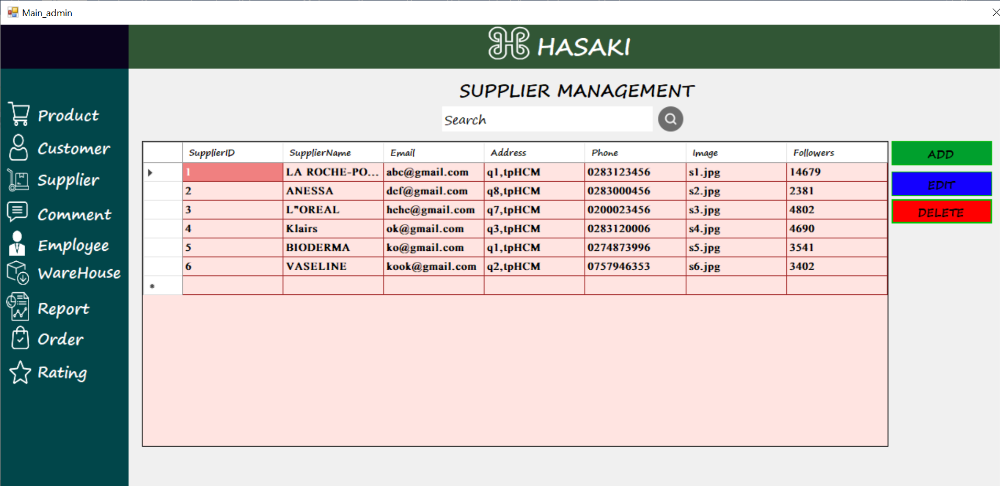 Main_admin
HASAKI
SUPPLIER MANAGEMENT
Search
Product
Customer
Supplier
Comment
Employee
WareHouse
Report
Order
Rating
SupplierID SupplierName Email Address Phone Image Followers
1 LA ROCHE-PO... abc@gmail.com q1,tpHCM 0283123456 s1.jpg 14679
2 ANESSA def@gmail.com q8,tpHCM 0283000456 s2.jpg 2381
3 L"OREAL hehe@gmail.com q7,tpHCM 0200023456 s3.jpg 4802
4 Klairs ok@gmail.com q3,tpHCM 0283120006 s4.jpg 4690
5 BIODERMA ko@gmail.com q1,tpHCM 0274873996 s5.jpg 3541
6 VASELINE kook@gmail.com q2,tpHCM 0757946353 s6.jpg 3402
ADD
EDIT
DELETE